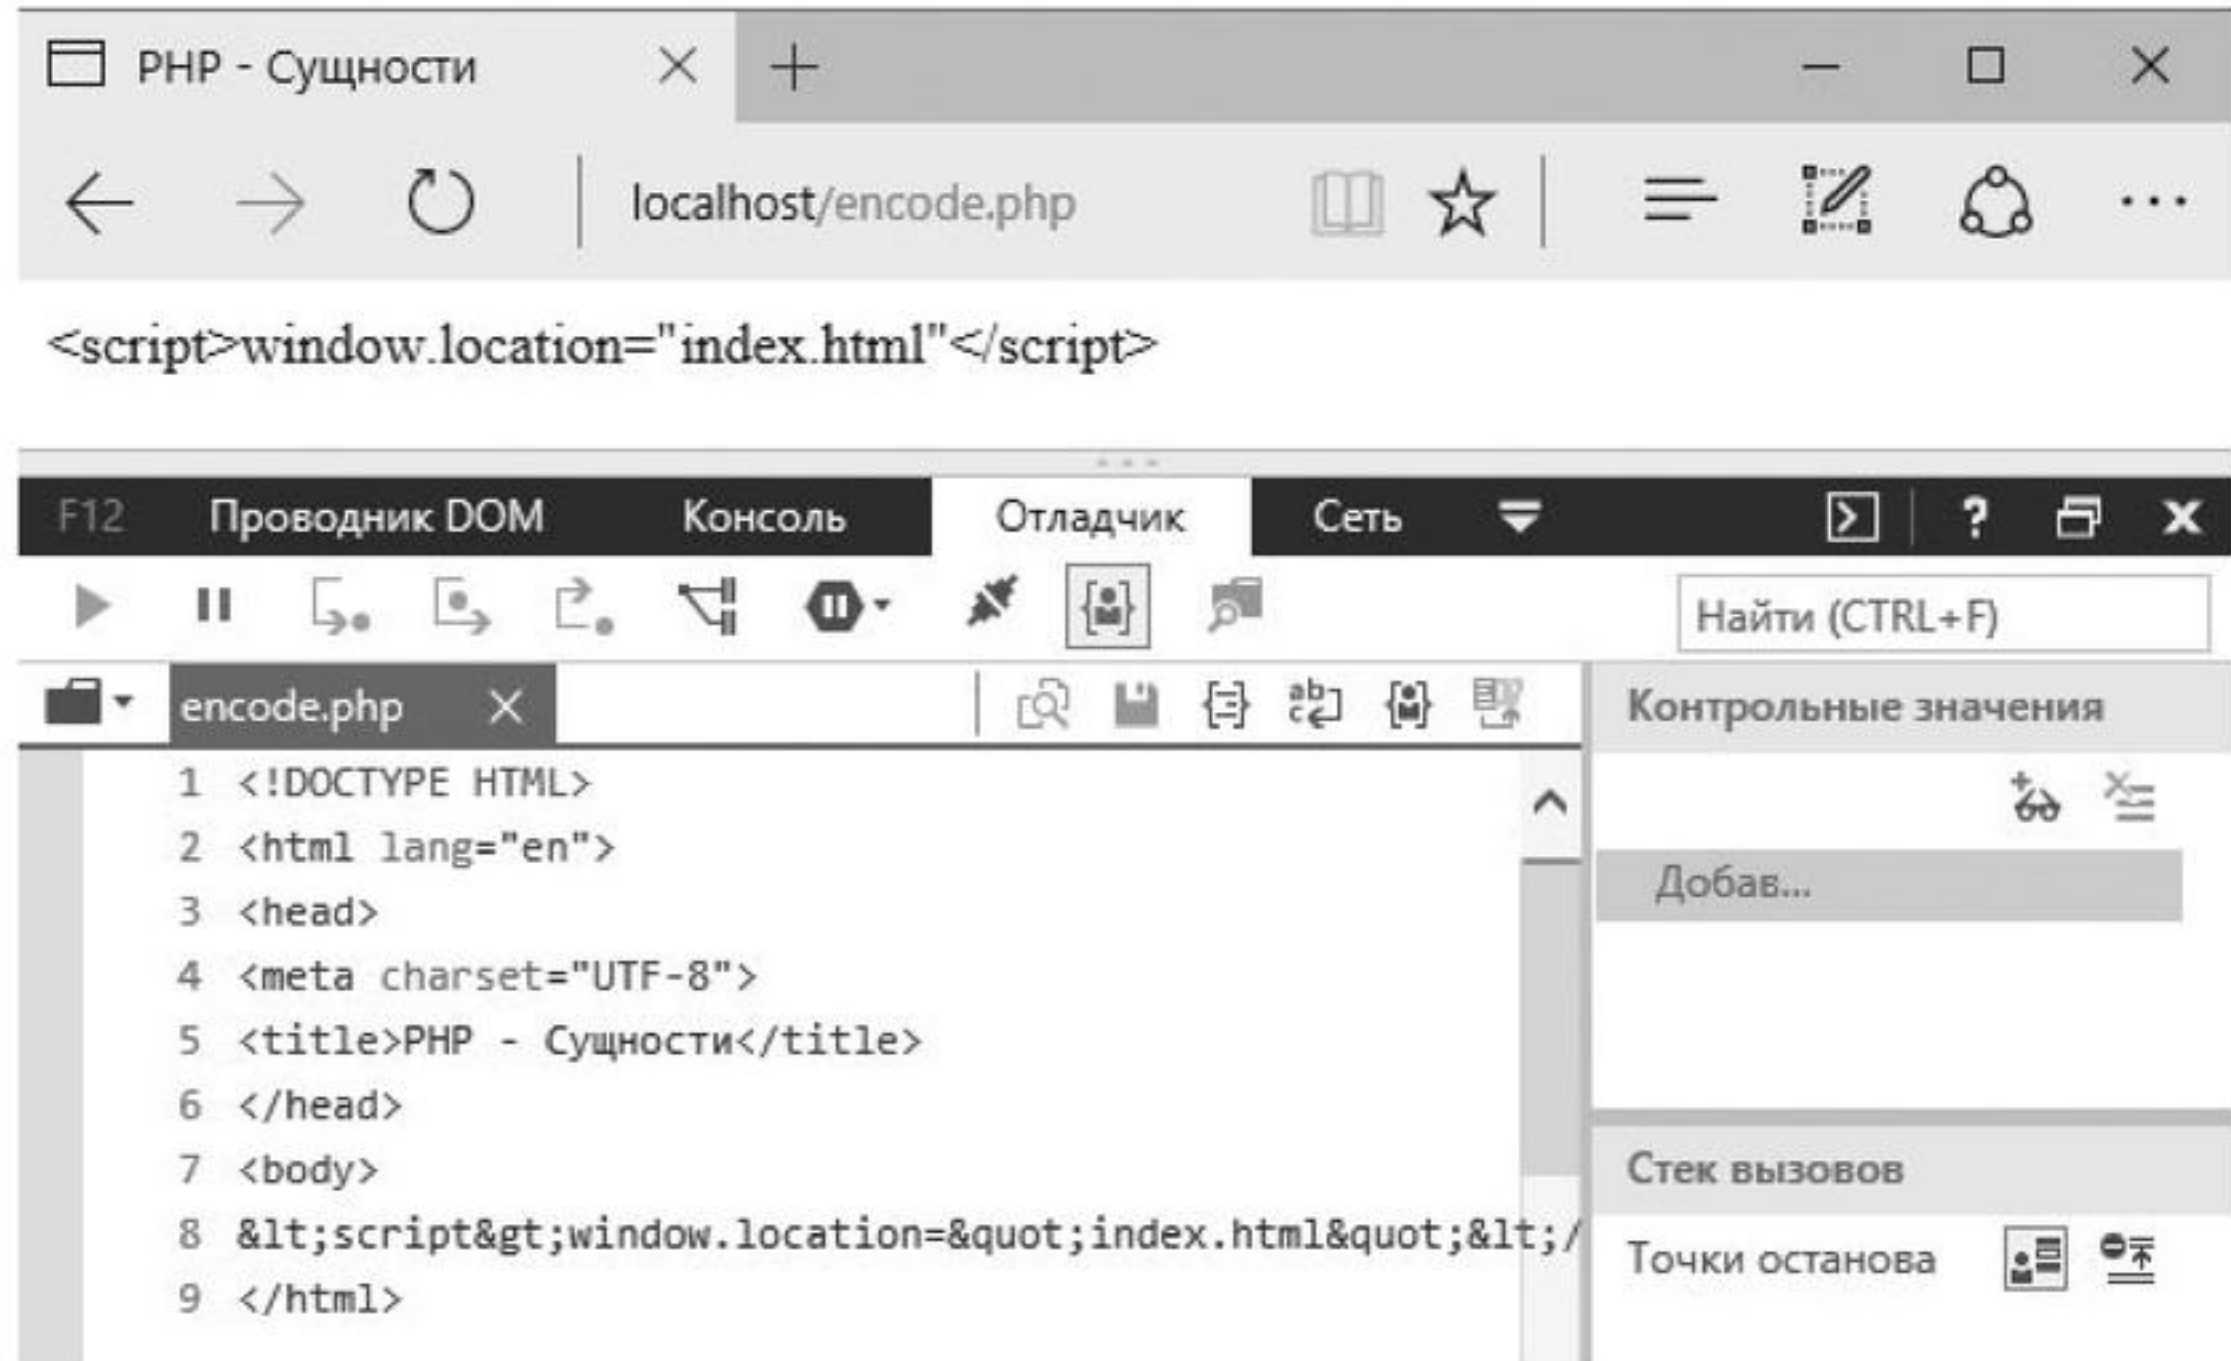 PHP - Сущности
localhost/encode.php
<script>window.location="index.html"</script>
F12 Проводник DOM Консоль Отладчик Сеть ?
Найти (CTRL+F)
encode.php
Контрольные значения
1 <!DOCTYPE HTML>
2 <html lang="en">
3 <head>
4 <meta charset="UTF-8">
5 <title>PHP - Сущности</title>
6 </head>
7 <body>
8 &lt;script&gt;window.location=&quot;index.html&quot;&lt;/
9 </html>
Добав...
Стек вызовов
Точки останова